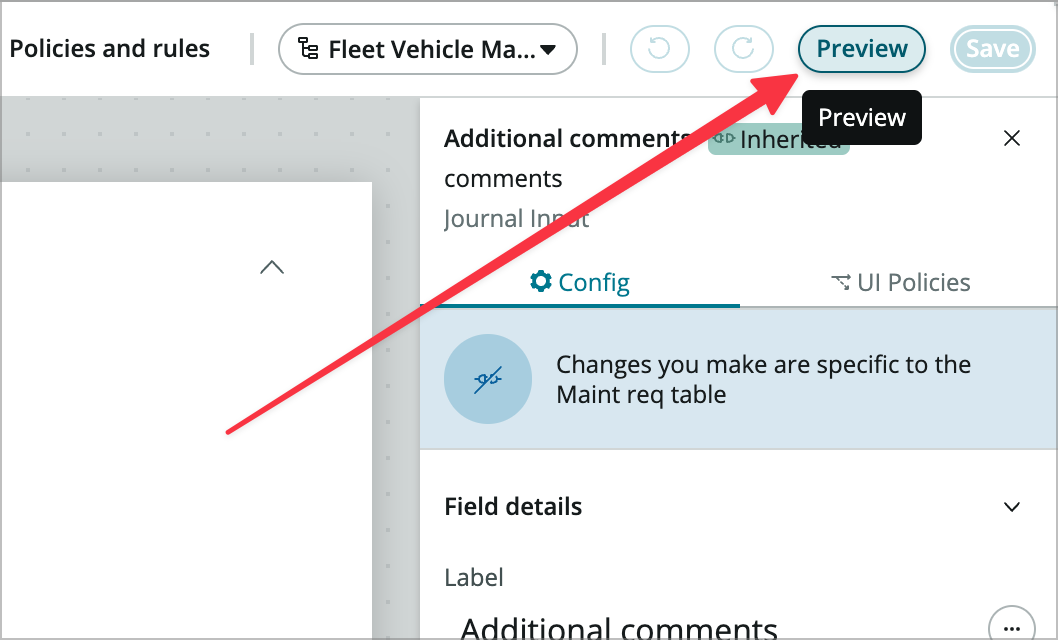 Policies and rules
Fleet Vehicle Ma...
Preview
Save
Preview
Additional comments
Inherited
comments
Journal Input
Config
UI Policies
Changes you make are specific to the
Maint req table
Field details
Label
Additional comments